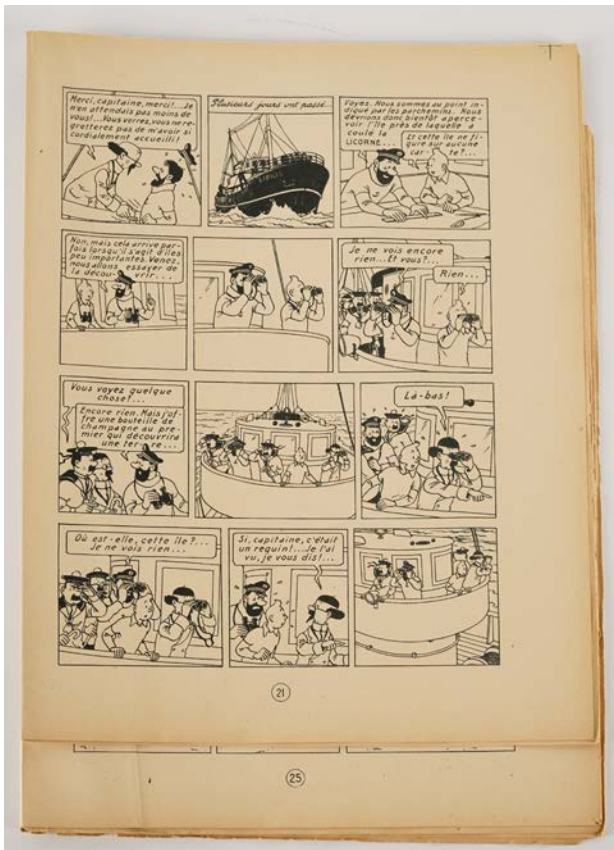 Merci, capitaine, merci!...Je
n'en attendais pas moins de
vous!...Vous verrez, vous ne re-
gretterez pas de m'avoir si
cordialement accueilli!
Plusieurs jours ont passé...
SIRIUS
Voyez. Nous sommes au point in-
diqué par les parchemins. Nous
devrions donc bientôt aperce-
voir l'île près de laquelle a
coulé la
LICORNE...
Et cette île ne fi-
gure sur aucune
car- te?...
Non, mais cela arrive par-
fois lorsqu'il s'agit d'îles
peu importantes. Venez,
nous allons essayer de
la décou- vrir...
Je ne vois encore
rien...Et vous?...
Rien...
Vous voyez quelque
chose?...
Encore rien. Mais j'of-
fre une bouteille de
champagne au pre-
mier qui découvrira
une ter- re...
Là-bas!
Où est-elle, cette île?...
Je ne vois rien...
Si, capitaine, c'était
un requin!...Je l'ai
vu, je vous dis!...
21
25